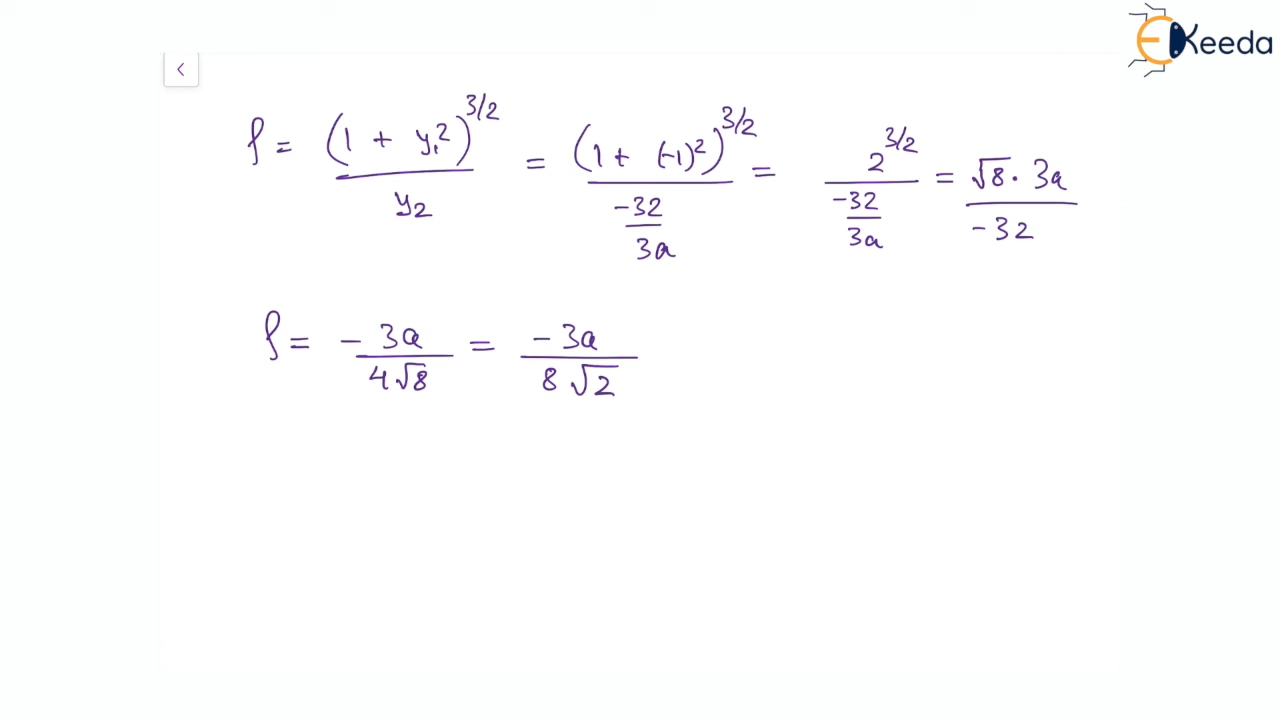 EKeeda
<
ρ = (1 + y₁²)^3/2 / y₂ = (1 + (-1)²)^3/2 / (-32/3a) = 2^3/2 / (-32/3a) = √8 · 3a / -32
ρ = - 3a / 4√8 = - 3a / 8√2